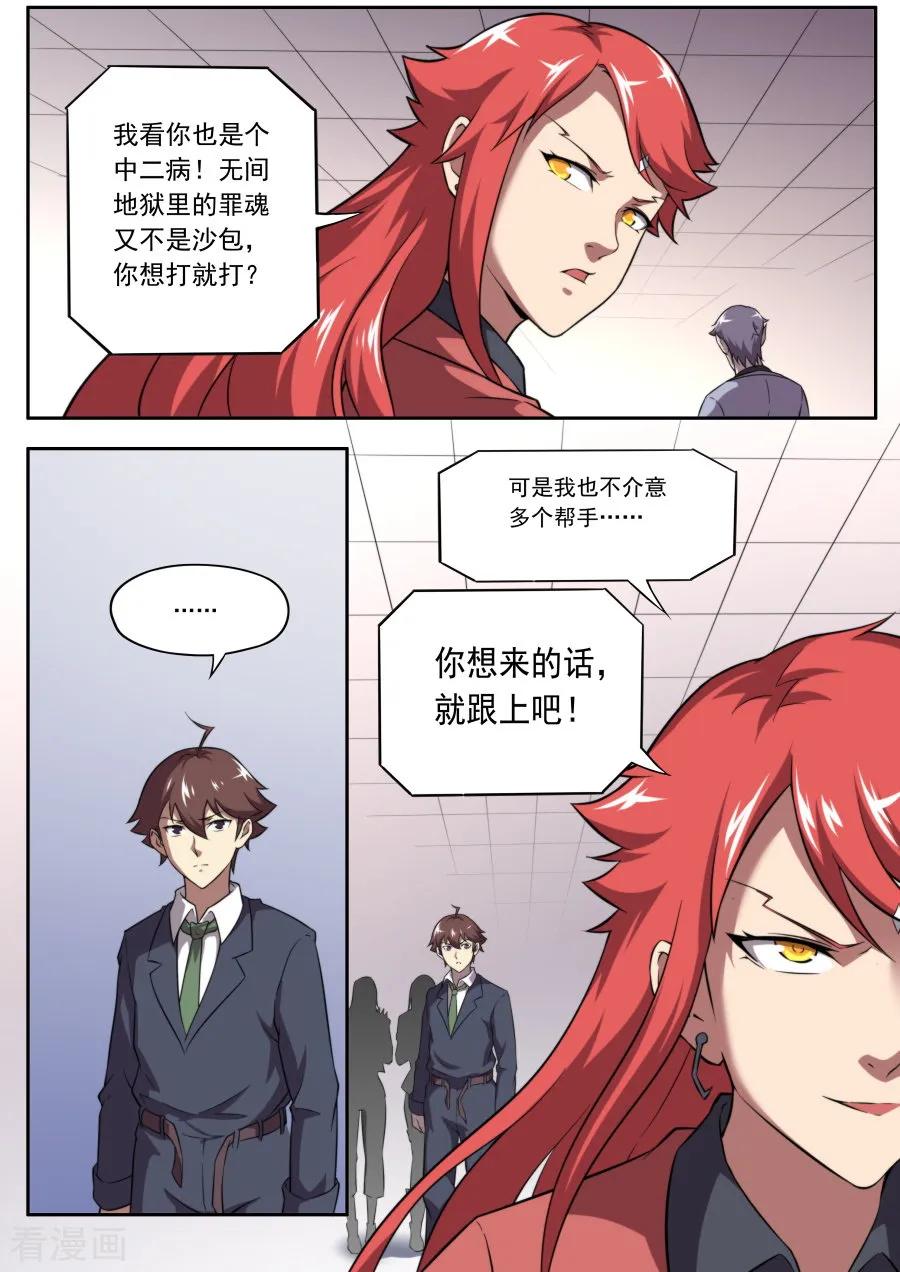 我看你也是个
中二病！无间
地狱里的罪魂
又不是沙包，
你想打就打？
可是我也不介意
多个帮手……
……
你想来的话，
就跟上吧！
看漫画